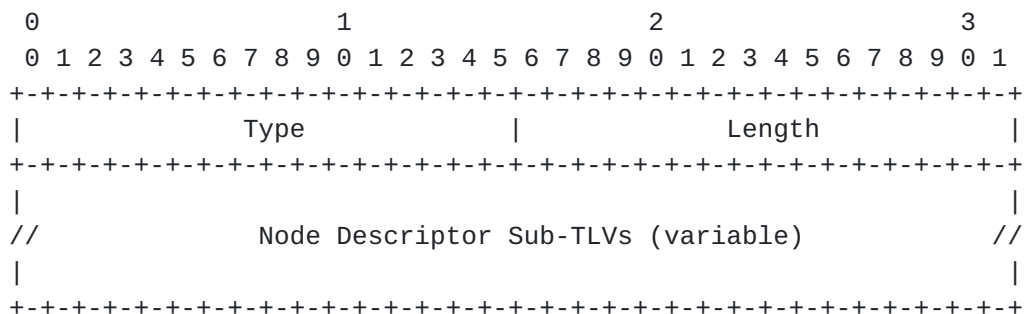 0                   1                   2                   3
 0 1 2 3 4 5 6 7 8 9 0 1 2 3 4 5 6 7 8 9 0 1 2 3 4 5 6 7 8 9 0 1
+-+-+-+-+-+-+-+-+-+-+-+-+-+-+-+-+-+-+-+-+-+-+-+-+-+-+-+-+-+-+-+-+
|              Type             |             Length            |
+-+-+-+-+-+-+-+-+-+-+-+-+-+-+-+-+-+-+-+-+-+-+-+-+-+-+-+-+-+-+-+-+
|                                                               |
//              Node Descriptor Sub-TLVs (variable)            //
|                                                               |
+-+-+-+-+-+-+-+-+-+-+-+-+-+-+-+-+-+-+-+-+-+-+-+-+-+-+-+-+-+-+-+-+